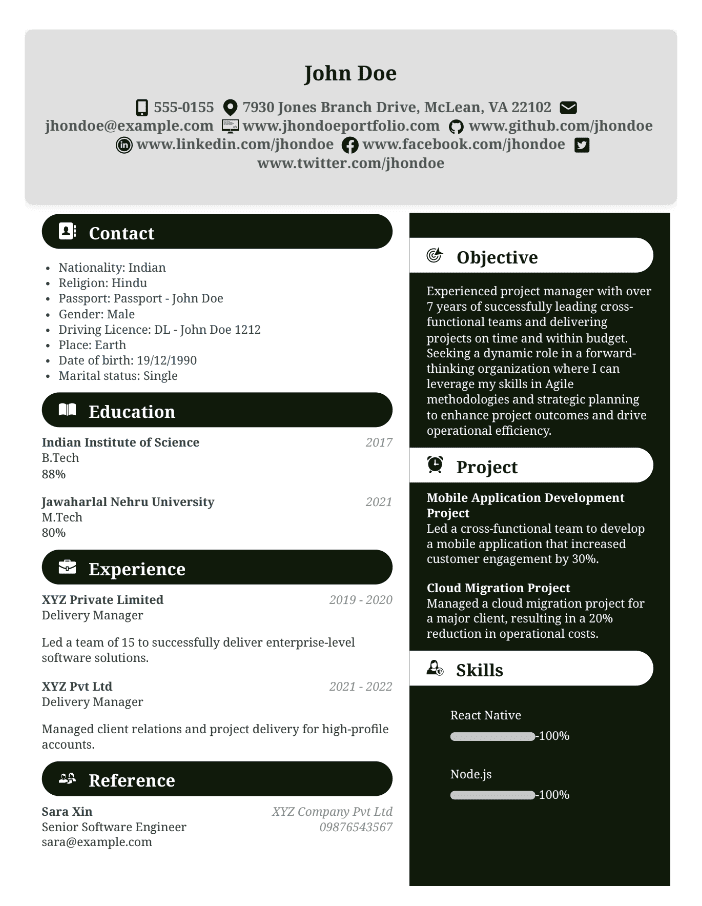 John Doe
555-0155 7930 Jones Branch Drive, McLean, VA 22102
jhondoe@example.com www.jhondoeportfolio.com www.github.com/jhondoe
www.linkedin.com/jhondoe www.facebook.com/jhondoe
www.twitter.com/jhondoe
Contact
• Nationality: Indian
• Religion: Hindu
• Passport: Passport - John Doe
• Gender: Male
• Driving Licence: DL - John Doe 1212
• Place: Earth
• Date of birth: 19/12/1990
• Marital status: Single
Education
Indian Institute of Science 2017
B.Tech
88%
Jawaharlal Nehru University 2021
M.Tech
80%
Experience
XYZ Private Limited 2019 - 2020
Delivery Manager
Led a team of 15 to successfully deliver enterprise-level
software solutions.
XYZ Pvt Ltd 2021 - 2022
Delivery Manager
Managed client relations and project delivery for high-profile
accounts.
Reference
Sara Xin XYZ Company Pvt Ltd
Senior Software Engineer 09876543567
sara@example.com
Objective
Experienced project manager with over
7 years of successfully leading cross-
functional teams and delivering
projects on time and within budget.
Seeking a dynamic role in a forward-
thinking organization where I can
leverage my skills in Agile
methodologies and strategic planning
to enhance project outcomes and drive
operational efficiency.
Project
Mobile Application Development
Project
Led a cross-functional team to develop
a mobile application that increased
customer engagement by 30%.
Cloud Migration Project
Managed a cloud migration project for
a major client, resulting in a 20%
reduction in operational costs.
Skills
React Native
-100%
Node.js
-100%